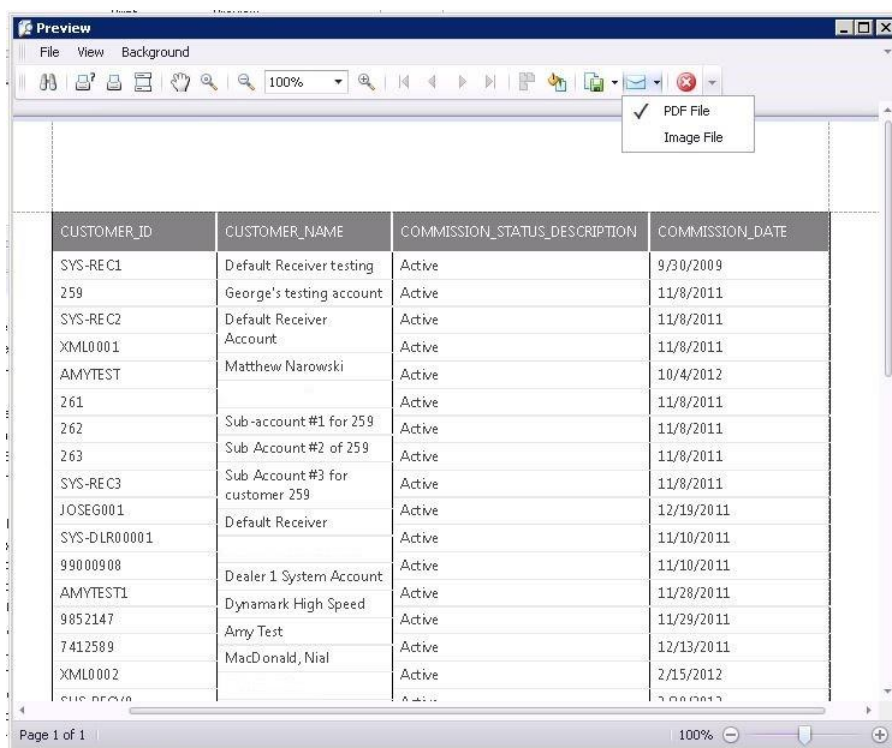 Preview
File View Background
100%
PDF File
Image File
CUSTOMER_ID CUSTOMER_NAME COMMISSION_STATUS_DESCRIPTION COMMISSION_DATE
SYS-REC1 Default Receiver testing Active 9/30/2009
259 George's testing account Active 11/8/2011
SYS-REC2 Default Receiver Active 11/8/2011
Account
XML0001 Active 11/8/2011
Matthew Narowski
AMYTEST Active 10/4/2012
261 Active 11/8/2011
Sub-account #1 for 259
262 Active 11/8/2011
Sub Account #2 of 259
263 Active 11/8/2011
Sub Account #3 for
SYS-REC3 Active 11/8/2011
customer 259
JOSEG001 Active 12/19/2011
Default Receiver
SYS-DLR00001 Active 11/10/2011
99000908 Active 11/10/2011
Dealer 1 System Account
AMYTEST1 Active 11/28/2011
Dynamark High Speed
9852147 Active 11/29/2011
Amy Test
7412589 Active 12/13/2011
MacDonald, Nial
XML0002 Active 2/15/2012
Page 1 of 1 100%